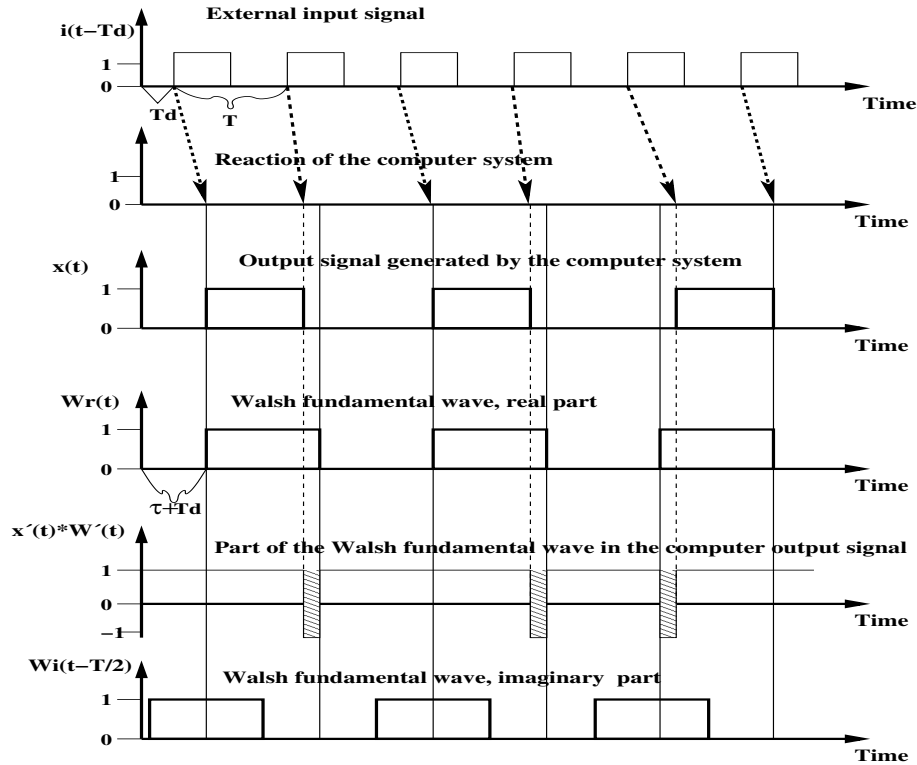 External input signal
i(t−Td)
1
0
Time
Td
T
Reaction of the computer system
1
0
Time
x(t)
Output signal generated by the computer system
1
0
Time
Wr(t)
Walsh fundamental wave, real part
1
0
Time
τ+Td
x´(t)*W´(t)
Part of the Walsh fundamental wave in the computer output signal
1
0
−1
Time
Wi(t−T/2)
Walsh fundamental wave, imaginary part
1
0
Time